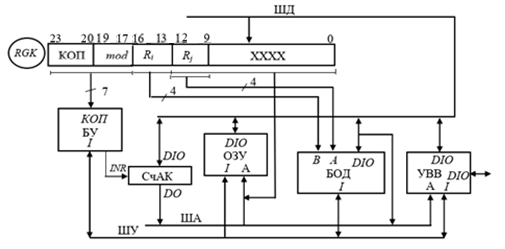 ШД
23 20 19 17 16 13 12 9 0
RGK КОП mod Ri Rj XXXX
4
7 4
КОП DIO B A DIO DIO
БУ DIO ОЗУ БОД УВВ DIO
I INR СчАК I A I A I
DO
ША
ШУ